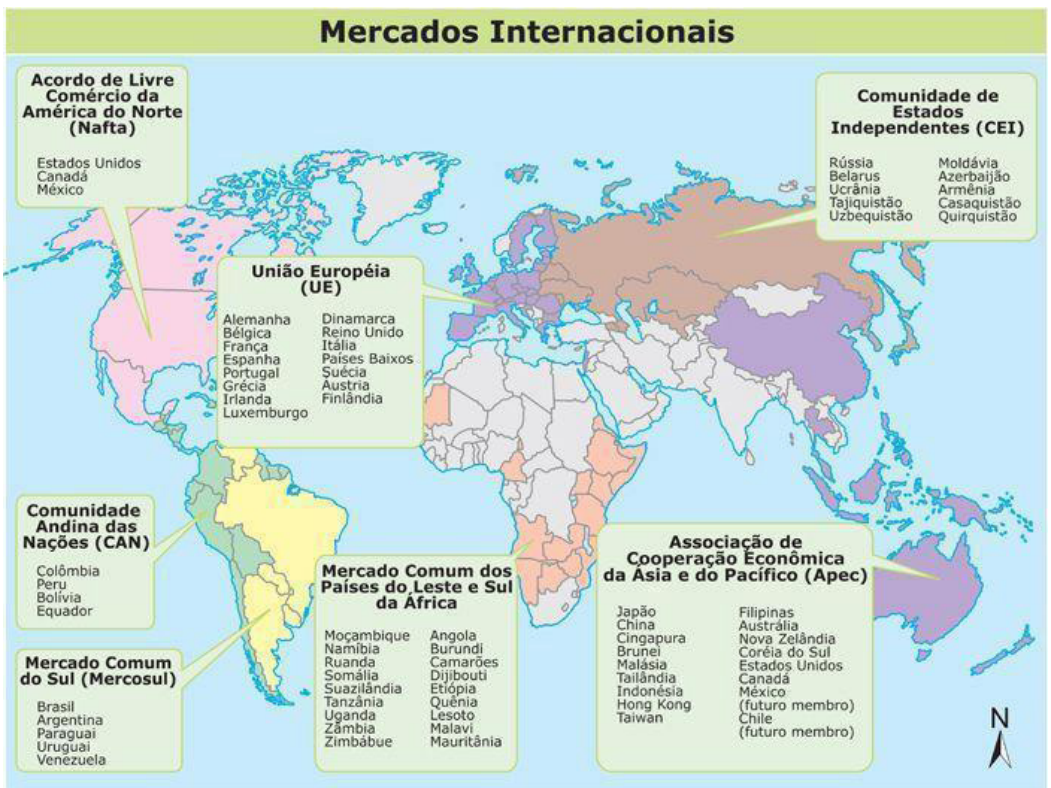 Mercados Internacionais
Acordo de Livre
Comércio da
América do Norte
(Nafta)
Estados Unidos
Canadá
México
Comunidade de
Estados
Independentes (CEI)
Rússia
Belarus
Ucrânia
Tajiquistão
Uzbequistão
Moldávia
Azerbaijão
Armênia
Casaquistão
Quirquistão
União Européia
(UE)
Alemanha
Bélgica
França
Espanha
Portugal
Grécia
Irlanda
Luxemburgo
Dinamarca
Reino Unido
Itália
Países Baixos
Suécia
Áustria
Finlândia
Comunidade
Andina das
Nações (CAN)
Colômbia
Peru
Bolívia
Equador
Mercado Comum
do Sul (Mercosul)
Brasil
Argentina
Paraguai
Uruguai
Venezuela
Mercado Comum dos
Países do Leste e Sul
da África
Moçambique
Namíbia
Ruanda
Somália
Suazilândia
Tanzânia
Uganda
Zâmbia
Zimbábue
Angola
Burundi
Camarões
Djibouti
Etiópia
Quênia
Lesoto
Malavi
Mauritânia
Associação de
Cooperação Econômica
da Ásia e do Pacífico (Apec)
Japão
China
Cingapura
Brunei
Malásia
Tailândia
Indonésia
Hong Kong
Taiwan
Filipinas
Austrália
Nova Zelândia
Coréia do Sul
Estados Unidos
Canadá
México
(futuro membro)
Chile
(futuro membro)
N